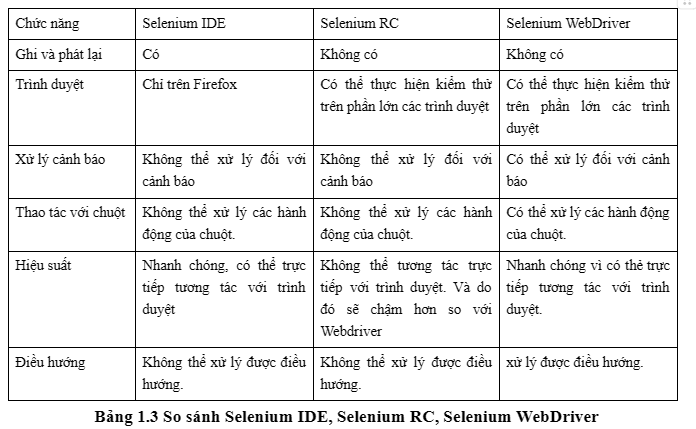 Chức năng
Selenium IDE
Selenium RC
Selenium WebDriver
Ghi và phát lại
Có
Không có
Không có
Trình duyệt
Chỉ trên Firefox
Có thể thực hiện kiểm thử
trên phần lớn các trình duyệt
Có thể thực hiện kiểm thử
trên phần lớn các trình
duyệt
Xử lý cảnh báo
Không thể xử lý đối với
cảnh báo
Không thể xử lý đối với
cảnh báo
Có thể xử lý đối với cảnh
báo
Thao tác với chuột
Không thể xử lý các hành
động của chuột.
Không thể xử lý các hành
động của chuột.
Có thể xử lý các hành động
của chuột.
Hiệu suất
Nhanh chóng, có thể trực
tiếp tương tác với trình
duyệt
Không thể tương tác trực
tiếp với trình duyệt. Và do
đó sẽ chậm hơn so với
Webdriver
Nhanh chóng vì có thẻ trực
tiếp tương tác với trình
duyệt.
Điều hướng
Không thể xử lý được điều
hướng.
Không thể xử lý được điều
hướng.
xử lý được điều hướng.
Bảng 1.3 So sánh Selenium IDE, Selenium RC, Selenium WebDriver